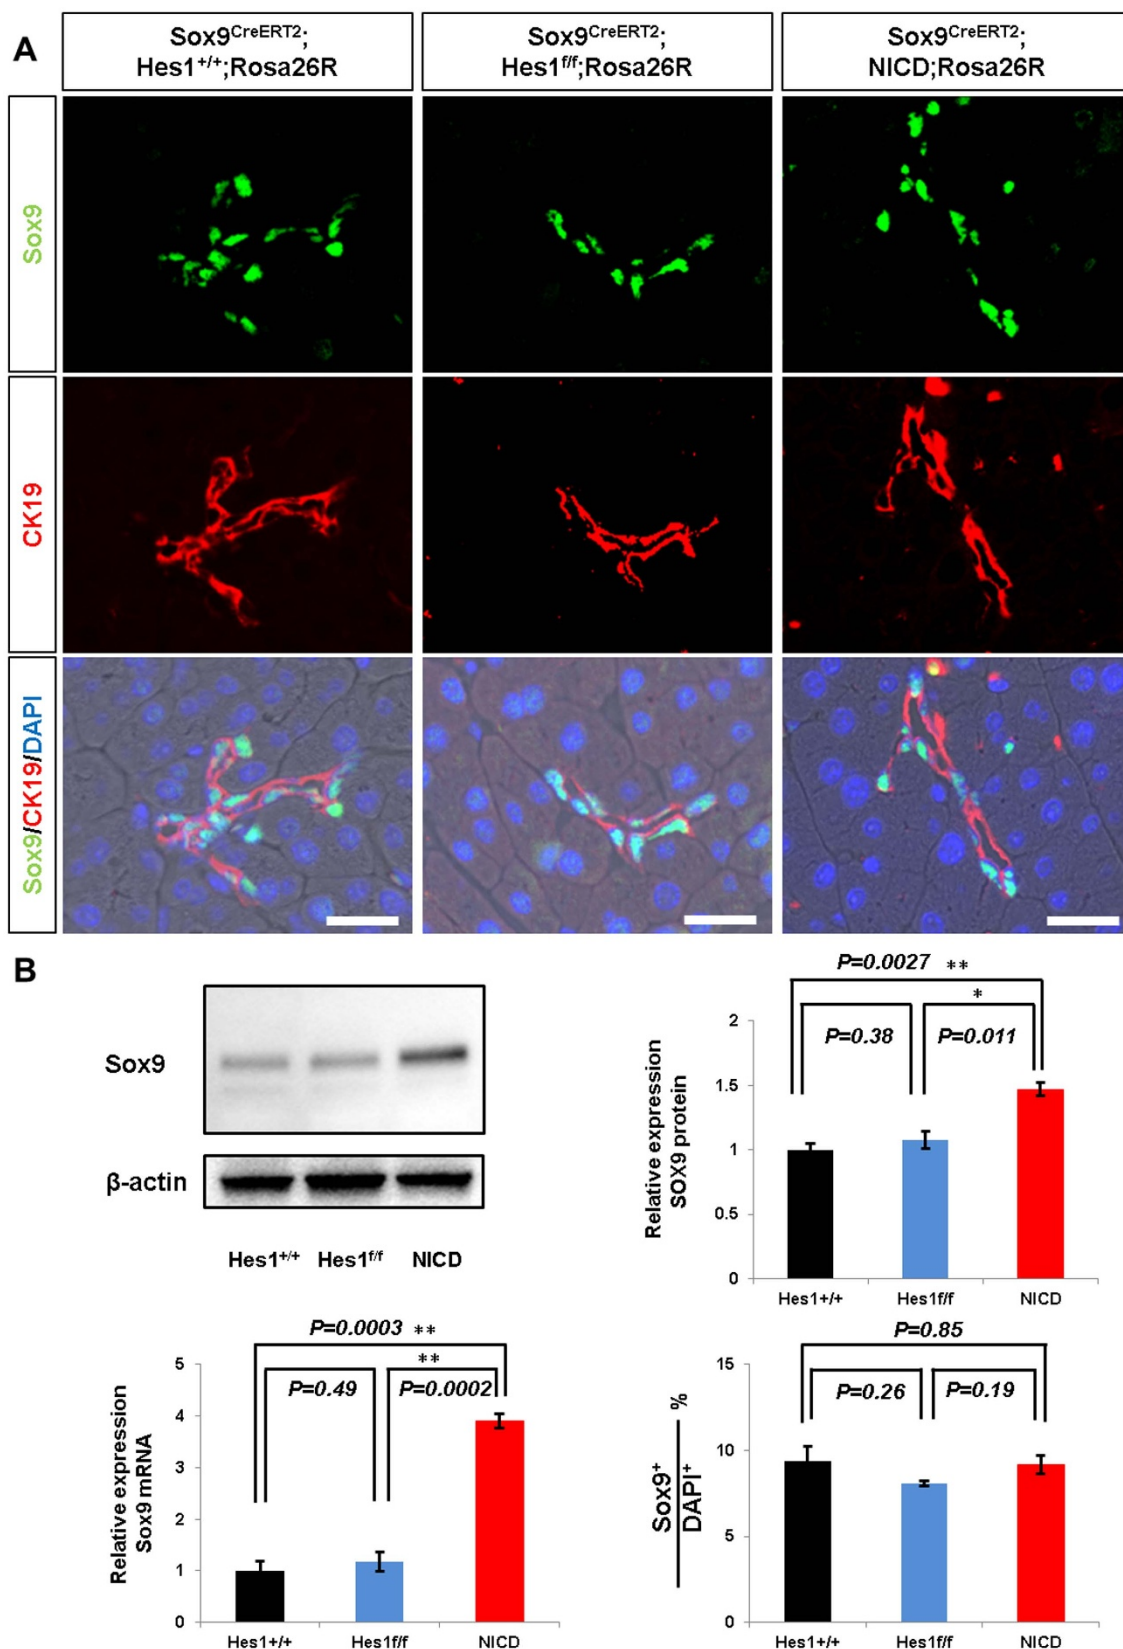 A
Sox9CreERT2;
Hes1+/+;Rosa26R
Sox9CreERT2;
Hes1f/f;Rosa26R
Sox9CreERT2;
NICD;Rosa26R
Sox9
CK19
Sox9/CK19/DAPI
B
Sox9
β-actin
Hes1+/+ Hes1f/f NICD
P=0.0027 **
*
P=0.38 P=0.011
Relative expression
SOX9 protein
2
1.5
1
0.5
0
Hes1+/+ Hes1f/f NICD
P=0.0003 **
**
P=0.49 P=0.0002
Relative expression
Sox9 mRNA
5
4
3
2
1
0
Hes1+/+ Hes1f/f NICD
P=0.85
P=0.26 P=0.19
%
Sox9+
DAPI+
15
10
5
0
Hes1+/+ Hes1f/f NICD